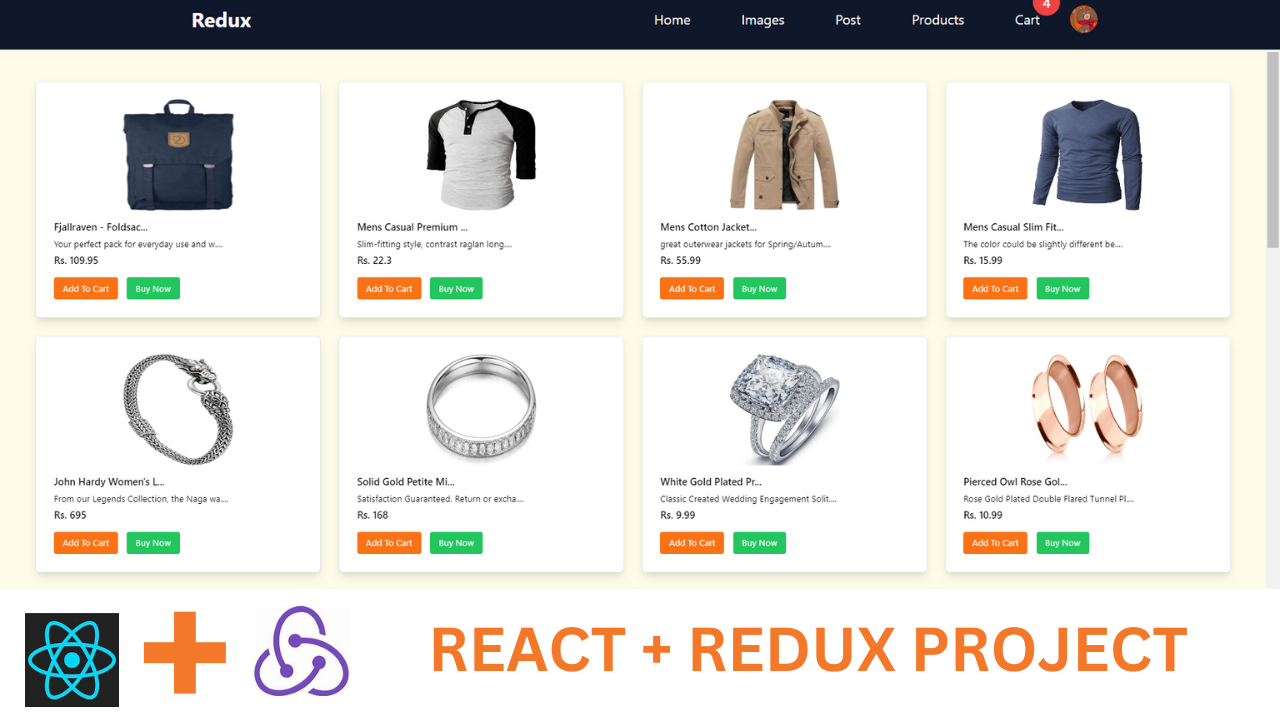 Redux
Home
Images
Post
Products
Cart
4
Fjallraven - Foldsac...
Your perfect pack for everyday use and w....
Rs. 109.95
Add To Cart
Buy Now
Mens Casual Premium ...
Slim-fitting style, contrast raglan long....
Rs. 22.3
Add To Cart
Buy Now
Mens Cotton Jacket...
great outerwear jackets for Spring/Autum....
Rs. 55.99
Add To Cart
Buy Now
Mens Casual Slim Fit...
The color could be slightly different be....
Rs. 15.99
Add To Cart
Buy Now
John Hardy Women's L...
From our Legends Collection, the Naga wa....
Rs. 695
Add To Cart
Buy Now
Solid Gold Petite Mi...
Satisfaction Guaranteed. Return or excha....
Rs. 168
Add To Cart
Buy Now
White Gold Plated Pr...
Classic Created Wedding Engagement Solit....
Rs. 9.99
Add To Cart
Buy Now
Pierced Owl Rose Gol...
Rose Gold Plated Double Flared Tunnel Pl....
Rs. 10.99
Add To Cart
Buy Now
REACT + REDUX PROJECT